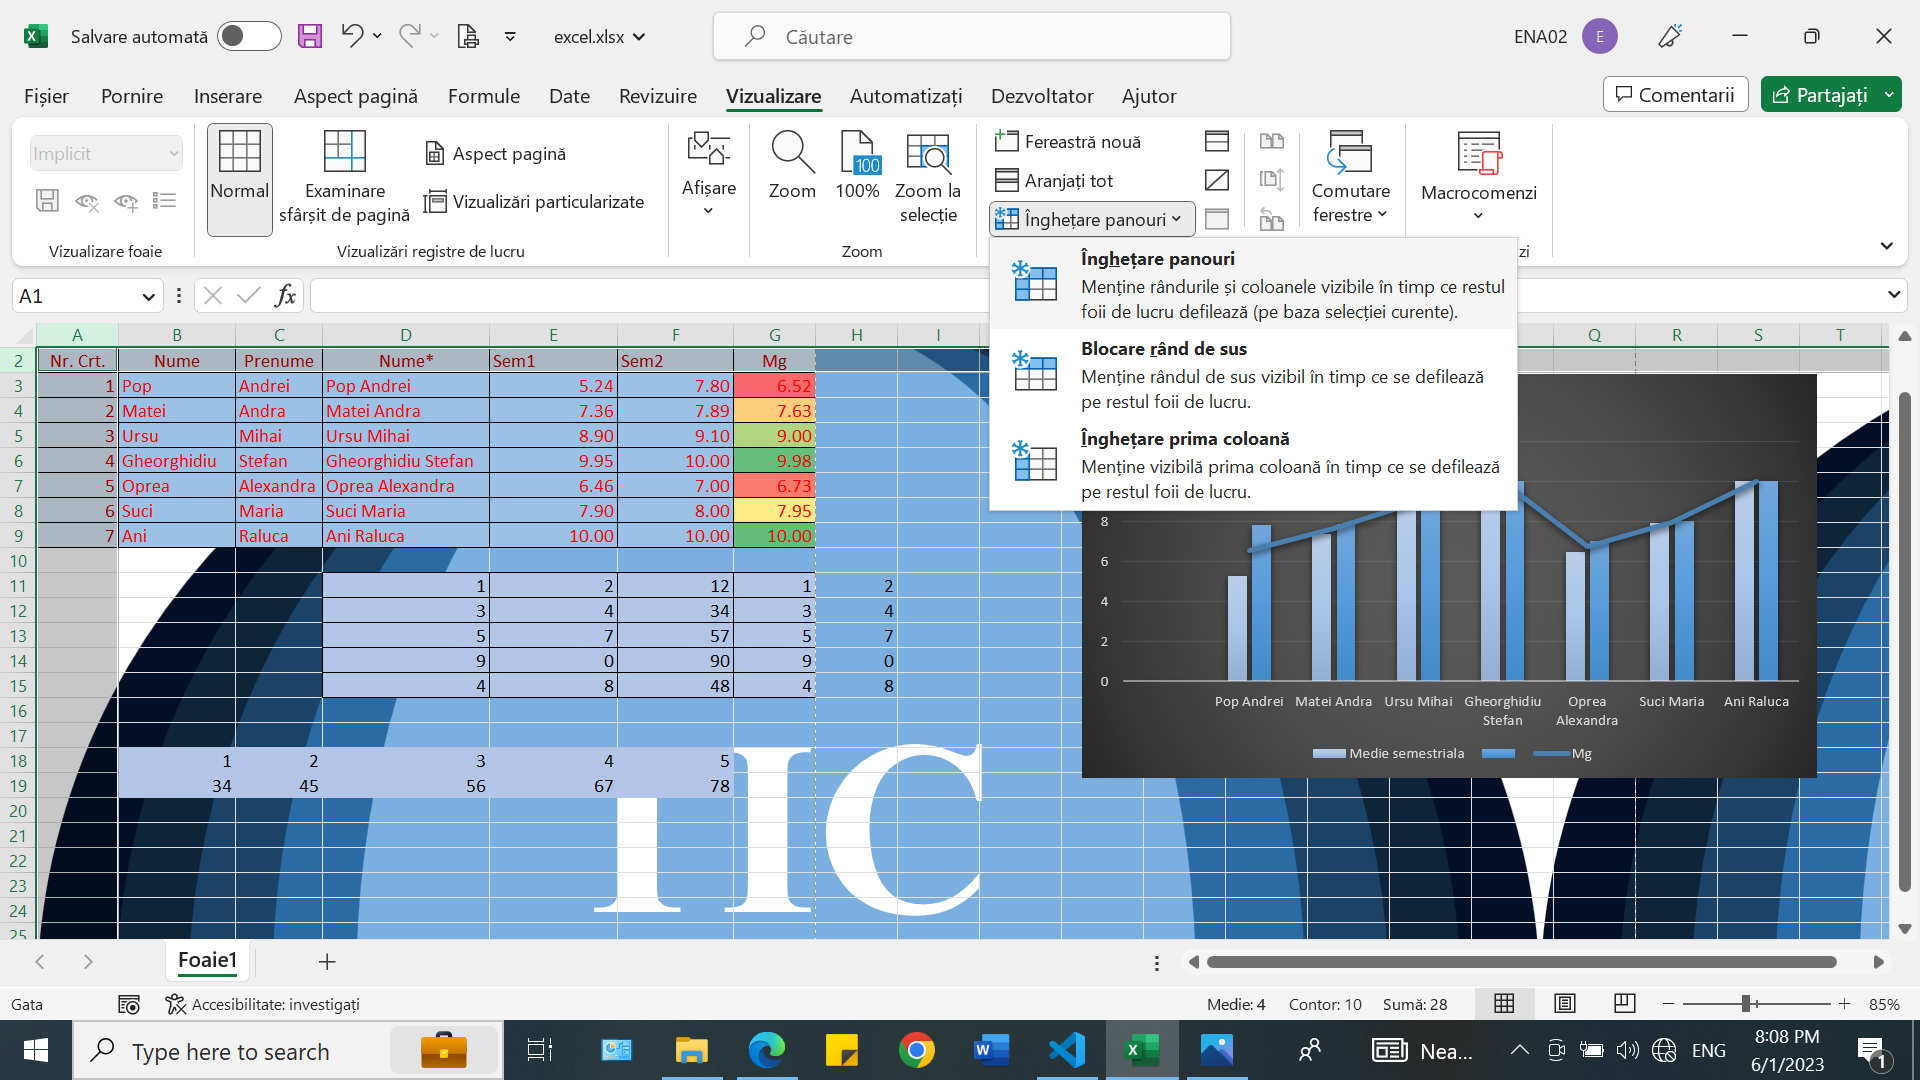 Salvare automată
excel.xlsx
Căutare
ENA02
E
Fișier Pornire Inserare Aspect pagină Formule Date Revizuire Vizualizare Automatizați Dezvoltator Ajutor
Comentarii
Partajați
Implicit
Vizualizare foaie
Normal
Examinare
sfârșit de pagină
Aspect pagină
Vizualizări particularizate
Vizualizări registre de lucru
Afișare
Zoom
100
100%
Zoom la
selecție
Zoom
Fereastră nouă
Aranjați tot
Înghețare panouri
Comutare
ferestre
Macrocomenzi
zi
Înghețare panouri
Menține rândurile și coloanele vizibile în timp ce restul
foii de lucru defilează (pe baza selecției curente).
Blocare rând de sus
Menține rândul de sus vizibil în timp ce se defilează
pe restul foii de lucru.
Înghețare prima coloană
Menține vizibilă prima coloană în timp ce se defilează
pe restul foii de lucru.
A1
fx
A B C D E F G H I Q R S T
2 Nr. Crt. Nume Prenume Nume* Sem1 Sem2 Mg
3 1 Pop Andrei Pop Andrei 5.24 7.80 6.52
4 2 Matei Andra Matei Andra 7.36 7.89 7.63
5 3 Ursu Mihai Ursu Mihai 8.90 9.10 9.00
6 4 Gheorghidiu Stefan Gheorghidiu Stefan 9.95 10.00 9.98
7 5 Oprea Alexandra Oprea Alexandra 6.46 7.00 6.73
8 6 Suci Maria Suci Maria 7.90 8.00 7.95
9 7 Ani Raluca Ani Raluca 10.00 10.00 10.00
10
11 1 2 12 1 2
12 3 4 34 3 4
13 5 7 57 5 7
14 9 0 90 9 0
15 4 8 48 4 8
16
17
18 1 2 3 4 5
19 34 45 56 67 78
20
21
22
23
24
25
8
6
4
2
0
Pop Andrei Matei Andra Ursu Mihai Gheorghidiu Stefan Oprea Alexandra Suci Maria Ani Raluca
Medie semestriala Mg
Foaie1
Gata
Accesibilitate: investigați
Medie: 4 Contor: 10 Sumă: 28
85%
Type here to search
Nea...
ENG
8:08 PM
6/1/2023
1